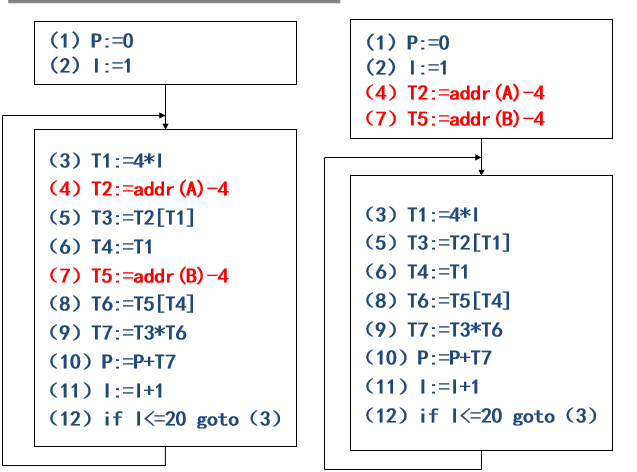 (1) P:=0
(2) I:=1
(3) T1:=4*I
(4) T2:=addr(A)-4
(5) T3:=T2[T1]
(6) T4:=T1
(7) T5:=addr(B)-4
(8) T6:=T5[T4]
(9) T7:=T3*T6
(10) P:=P+T7
(11) I:=I+1
(12) if I<=20 goto (3)
(1) P:=0
(2) I:=1
(4) T2:=addr(A)-4
(7) T5:=addr(B)-4
(3) T1:=4*I
(5) T3:=T2[T1]
(6) T4:=T1
(8) T6:=T5[T4]
(9) T7:=T3*T6
(10) P:=P+T7
(11) I:=I+1
(12) if I<=20 goto (3)